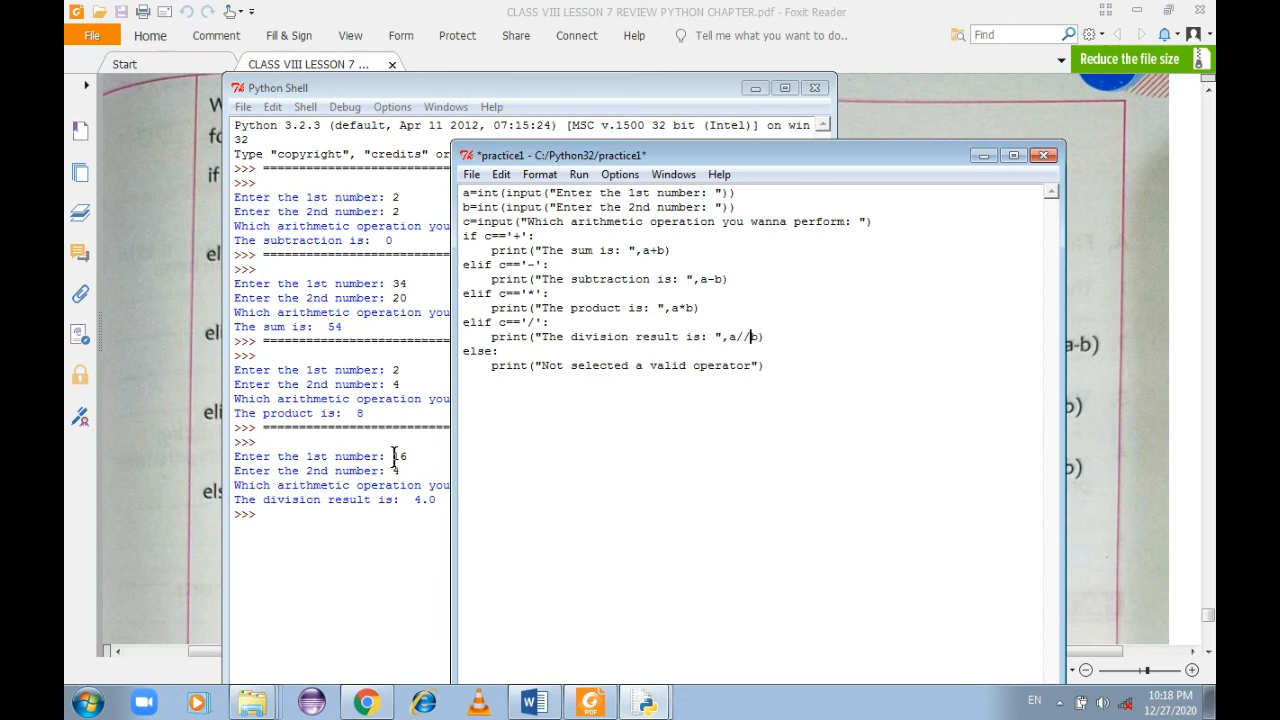 CLASS VIII LESSON 7 REVIEW PYTHON CHAPTER.pdf - Foxit Reader
File Home Comment Fill & Sign View Form Protect Share Connect Help Tell me what you want to do.. Find
Start CLASS VIII LESSON 7 ... Reduce the file size
Python Shell
File Edit Shell Debug Options Windows Help
Python 3.2.3 (default, Apr 11 2012, 07:15:24) [MSC v.1500 32 bit (Intel)] on win
32
Type "copyright", "credits" or
>>> ==========================
>>>
Enter the 1st number: 2
Enter the 2nd number: 2
Which arithmetic operation you
The subtraction is:  0
>>> ==========================
>>>
Enter the 1st number: 34
Enter the 2nd number: 20
Which arithmetic operation you
The sum is:  54
>>> ==========================
>>>
Enter the 1st number: 2
Enter the 2nd number: 4
Which arithmetic operation you
The product is:  8
>>> ==========================
>>>
Enter the 1st number: 16
Enter the 2nd number: 4
Which arithmetic operation you
The division result is:  4.0
>>>
*practice1 - C:/Python32/practice1*
File Edit Format Run Options Windows Help
a=int(input("Enter the 1st number: "))
b=int(input("Enter the 2nd number: "))
c=input("Which arithmetic operation you wanna perform: ")
if c=='+':
    print("The sum is: ",a+b)
elif c=='-':
    print("The subtraction is: ",a-b)
elif c=='*':
    print("The product is: ",a*b)
elif c=='/':
    print("The division result is: ",a//b)
else:
    print("Not selected a valid operator")
if
a-b)
b)
b)
EN 10:18 PM
12/27/2020